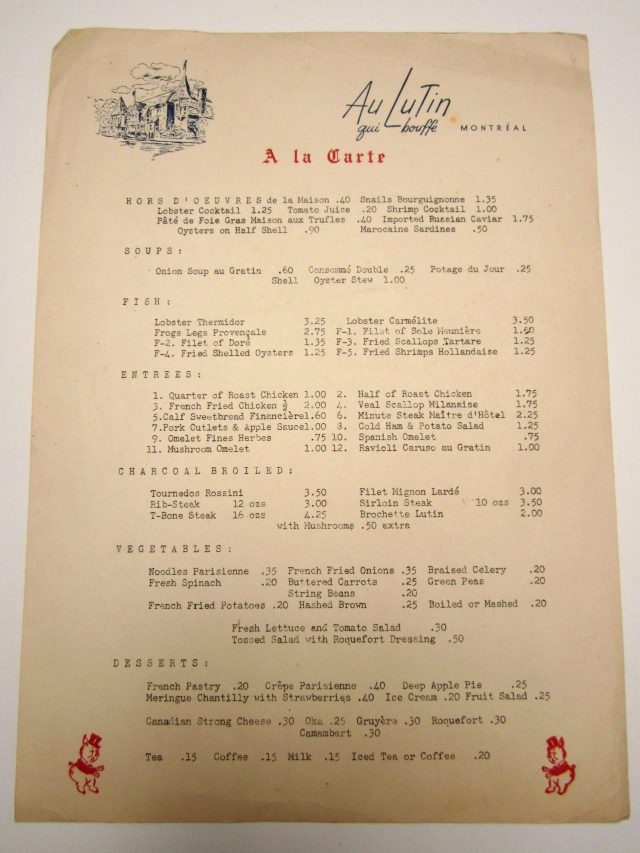 Au Lutin
qui bouffe MONTRÉAL
A la Carte
HORS D'OEUVRES de la Maison .40 Snails Bourguignonne 1.35
Lobster Cocktail 1.25 Tomato Juice .20 Shrimp Cocktail 1.00
Pâté de Foie Gras Maison aux Trufles .40 Imported Russian Caviar 1.75
Oysters on Half Shell .90 Marocaine Sardines .50
SOUPS:
Onion Soup au Gratin .60 Consommé Double .25 Potage du Jour .25
Shell Oyster Stew 1.00
FISH:
Lobster Thermidor 3.25 Lobster Carmélite 3.50
Frogs Legs Provençale 2.75 F-1. Filet of Sole Meunière 1.40
F-2. Filet of Doré 1.35 F-3. Fried Scallops Tartare 1.25
F-4. Fried Shelled Oysters 1.25 F-5. Fried Shrimps Hollandaise 1.25
ENTREES:
1. Quarter of Roast Chicken 1.00 2. Half of Roast Chicken 1.75
3. French Fried Chicken ½ 2.00 4. Veal Scallop Milanaise 1.75
5.Calf Sweetbread Financière1.60 6. Minute Steak Maître d'Hôtel 2.25
7.Pork Cutlets & Apple Sauce1.00 8. Cold Ham & Potato Salad 1.25
9. Omelet Fines Herbes .75 10. Spanish Omelet .75
11. Mushroom Omelet 1.00 12. Ravioli Caruso au Gratin 1.00
CHARCOAL BROILED:
Tournedos Rossini 3.50 Filet Mignon Lardé 3.00
Rib-Steak 12 ozs 3.00 Sirloin Steak 10 ozs 3.50
T-Bone Steak 16 ozs 4.25 Brochette Lutin 2.00
with Mushrooms .50 extra
VEGETABLES:
Noodles Parisienne .35 French Fried Onions .35 Braised Celery .20
Fresh Spinach .20 Buttered Carrots .25 Green Peas .20
String Beans .20
French Fried Potatoes .20 Hashed Brown .25 Boiled or Mashed .20
Fresh Lettuce and Tomato Salad .30
Tossed Salad with Roquefort Dressing .50
DESSERTS:
French Pastry .20 Crêpe Parisienne .40 Deep Apple Pie .25
Meringue Chantilly with Strawberries .40 Ice Cream .20 Fruit Salad .25
Canadian Strong Cheese .30 Oka .25 Gruyère .30 Roquefort .30
Camembert .30
Tea .15 Coffee .15 Milk .15 Iced Tea or Coffee .20